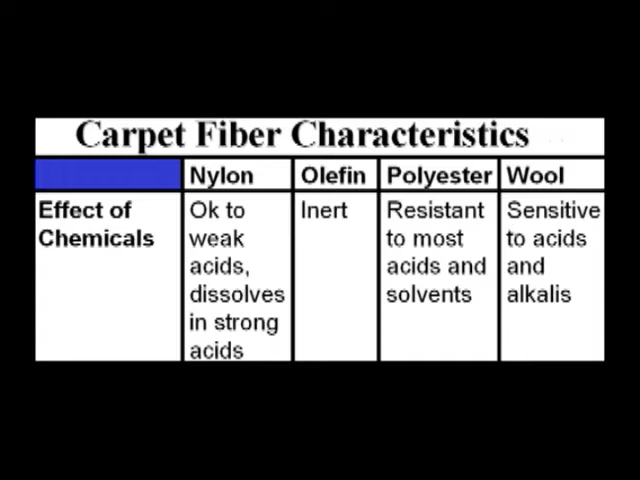 Carpet Fiber Characteristics
Nylon Olefin Polyester Wool
Effect of Chemicals
Ok to weak acids, dissolves in strong acids
Inert
Resistant to most acids and solvents
Sensitive to acids and alkalis